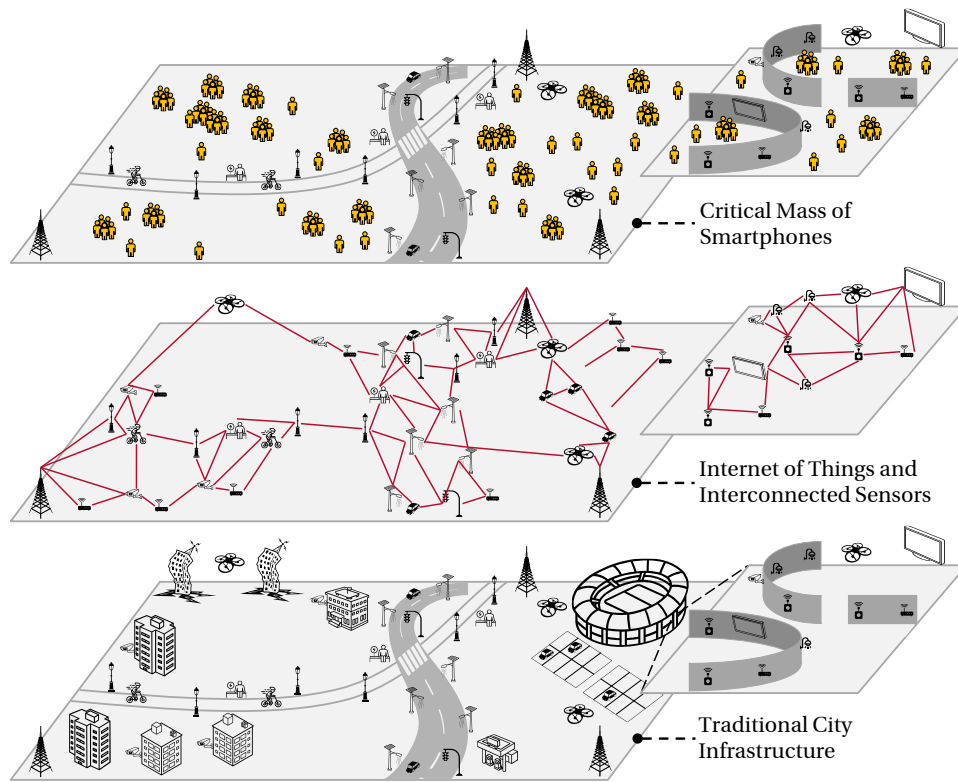 Critical Mass of
Smartphones
Internet of Things and
Interconnected Sensors
Traditional City
Infrastructure